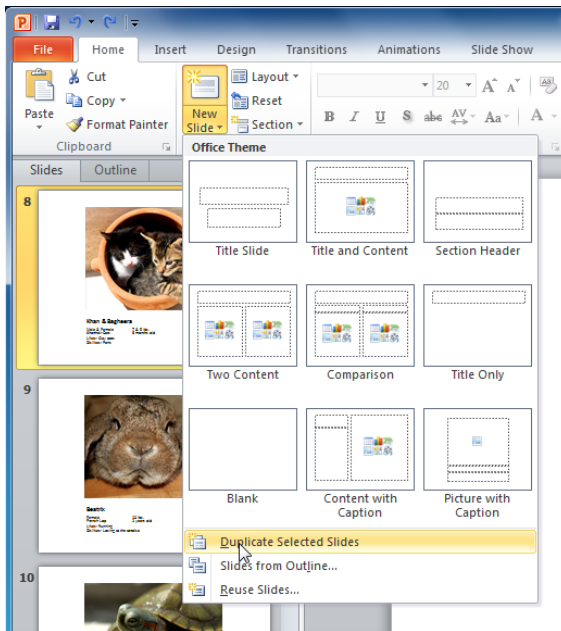 P
File Home Insert Design Transitions Animations Slide Show
Paste
Cut
Copy
Format Painter
Clipboard
New
Slide
Layout
Reset
Section
20 A A
B I U S abc AV Aa A
Slides Outline
Office Theme
Title Slide Title and Content Section Header
Two Content Comparison Title Only
Blank Content with
Caption Picture with
Caption
Duplicate Selected Slides
Slides from Outline...
Reuse Slides...
8
Khan & Bagheera
9
Beatrix
10